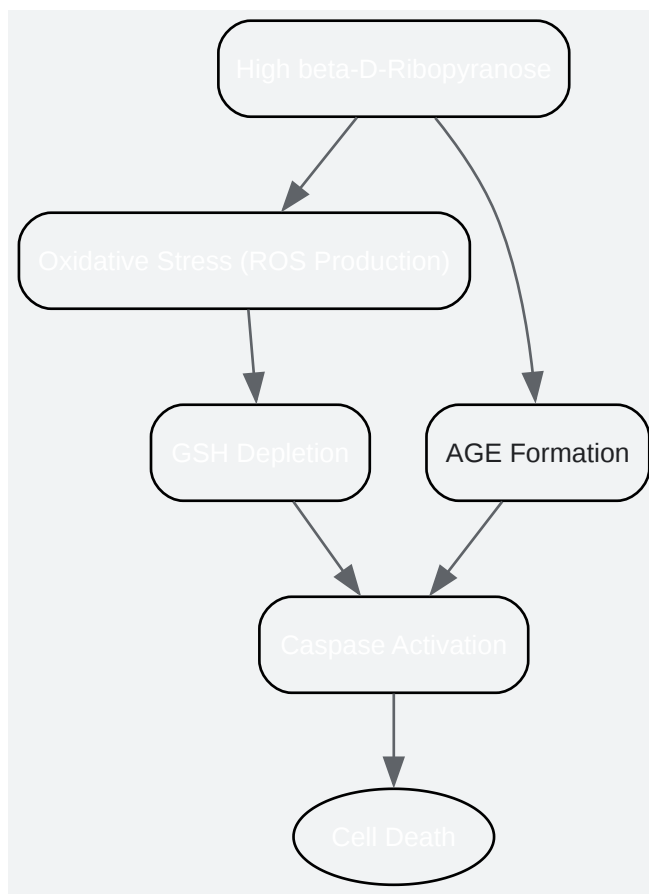 High beta-D-Ribopyranose
Oxidative Stress (ROS Production)
GSH Depletion
AGE Formation
Caspase Activation
Cell Death